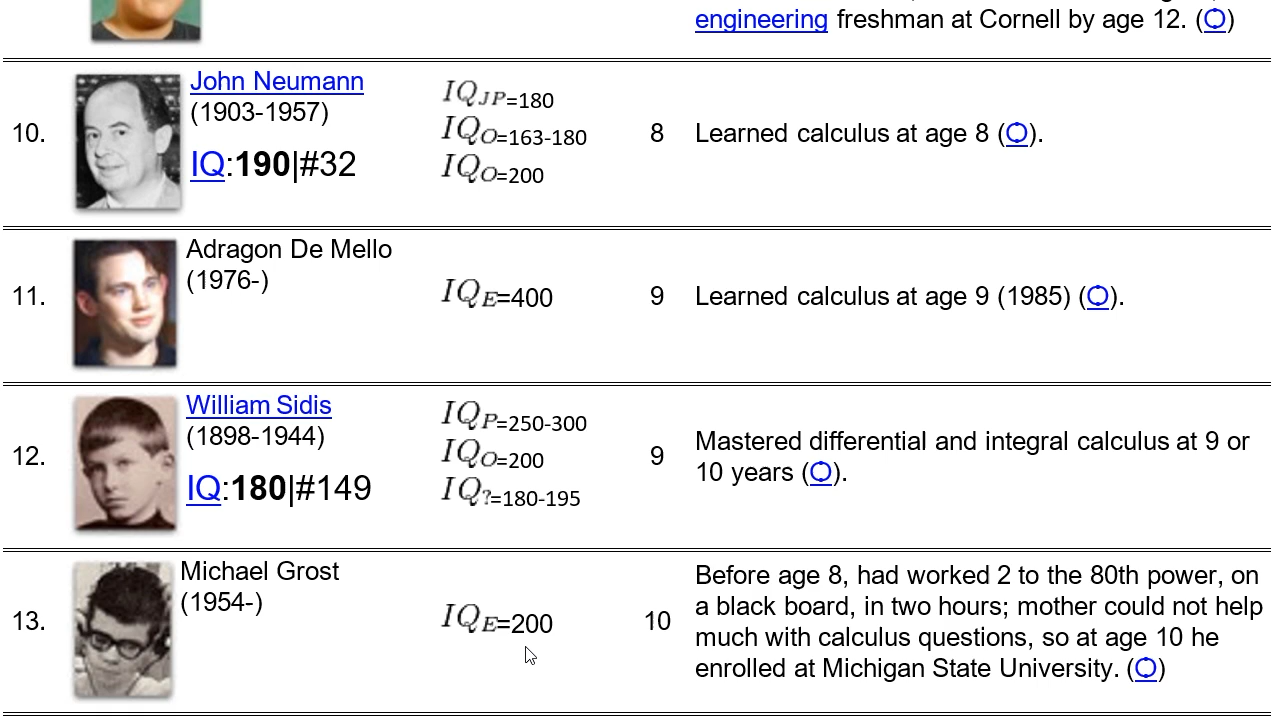 engineering freshman at Cornell by age 12. (Ϙ)
10.
John Neumann
(1903-1957)
IQ:190|#32
IQJP=180
IQO=163-180
IQO=200
8
Learned calculus at age 8 (Ϙ).
11.
Adragon De Mello
(1976-)
IQE=400
9
Learned calculus at age 9 (1985) (Ϙ).
12.
William Sidis
(1898-1944)
IQ:180|#149
IQP=250-300
IQO=200
IQ?=180-195
9
Mastered differential and integral calculus at 9 or
10 years (Ϙ).
13.
Michael Grost
(1954-)
IQE=200
10
Before age 8, had worked 2 to the 80th power, on
a black board, in two hours; mother could not help
much with calculus questions, so at age 10 he
enrolled at Michigan State University. (Ϙ)